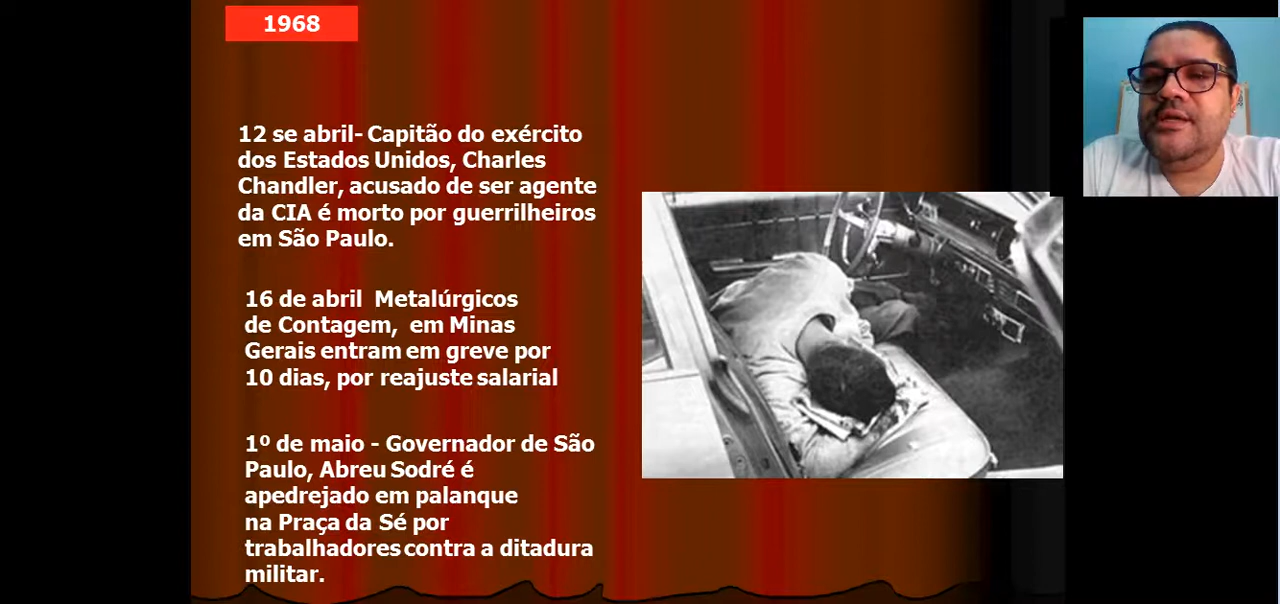 1968
12 se abril- Capitão do exército
dos Estados Unidos, Charles
Chandler, acusado de ser agente
da CIA é morto por guerrilheiros
em São Paulo.
16 de abril Metalúrgicos
de Contagem, em Minas
Gerais entram em greve por
10 dias, por reajuste salarial
1º de maio - Governador de São
Paulo, Abreu Sodré é
apedrejado em palanque
na Praça da Sé por
trabalhadores contra a ditadura
militar.